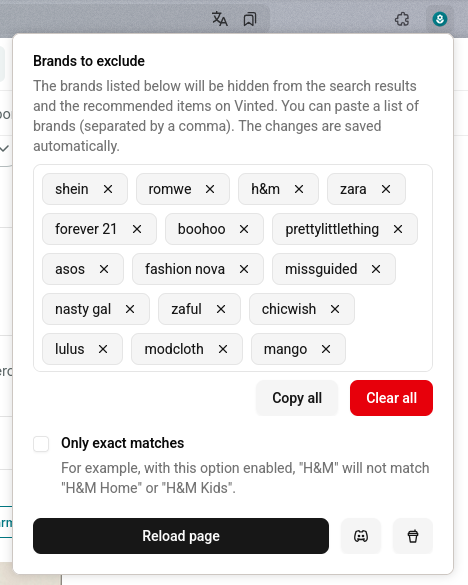 Brands to exclude
The brands listed below will be hidden from the search results
and the recommended items on Vinted. You can paste a list of
brands (separated by a comma). The changes are saved
automatically.
shein × romwe × h&m × zara ×
forever 21 × boohoo × prettylittlething ×
asos × fashion nova × missguided ×
nasty gal × zaful × chicwish ×
lulus × modcloth × mango ×
Copy all Clear all
Only exact matches
For example, with this option enabled, "H&M" will not match
"H&M Home" or "H&M Kids".
Reload page